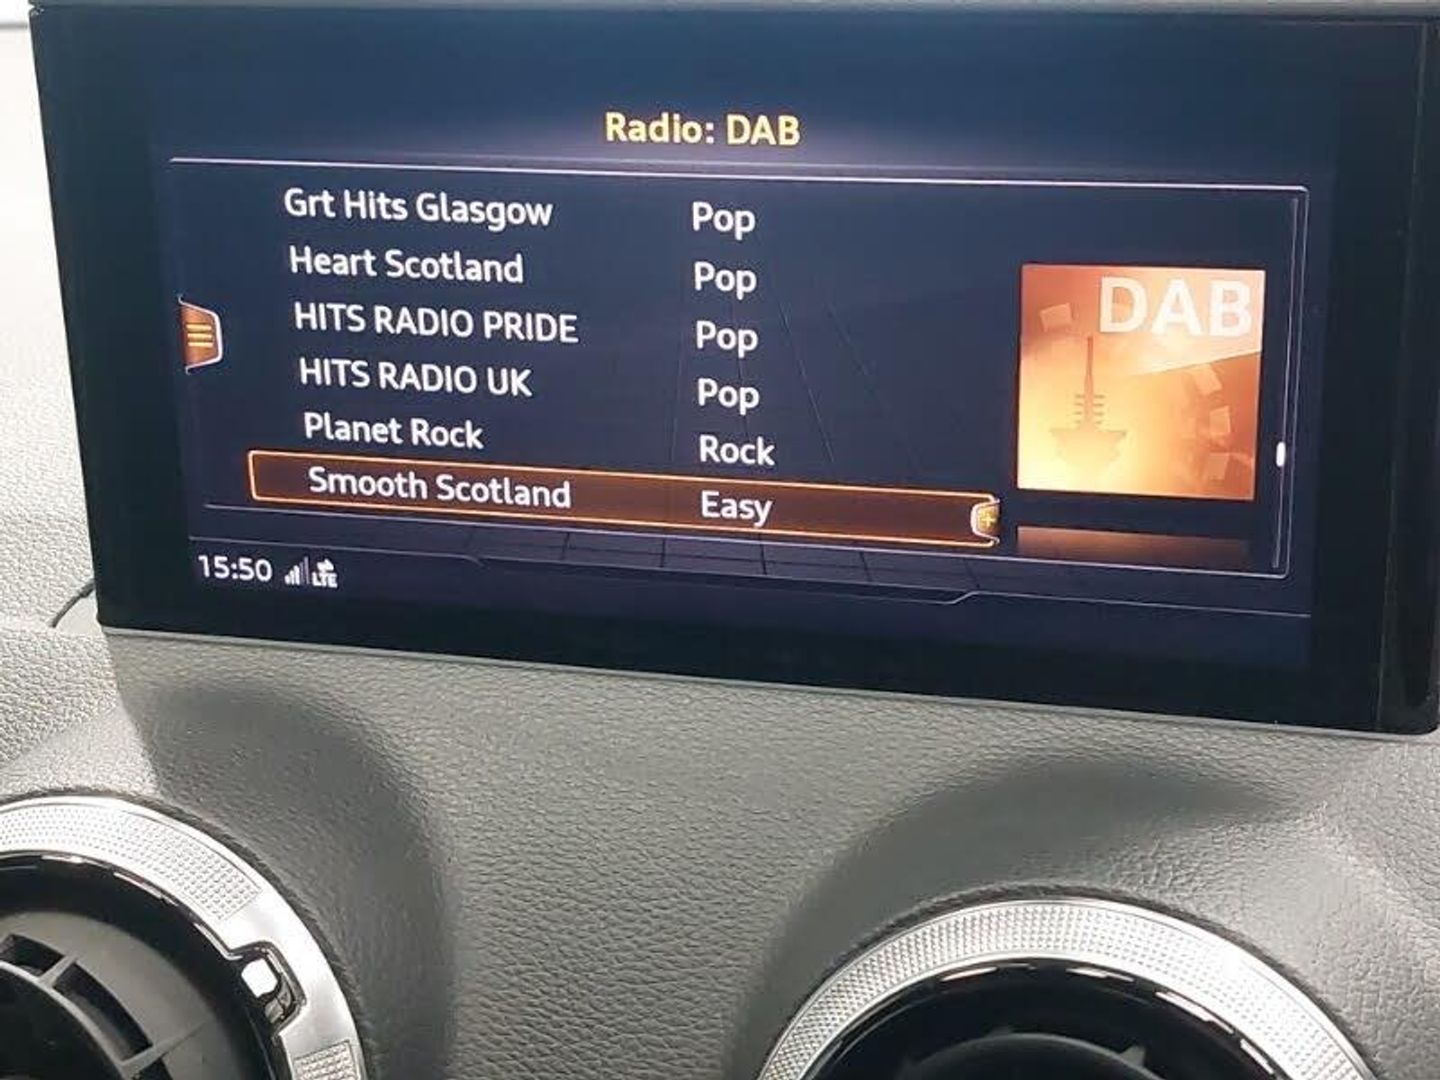 Radio: DAB
Grt Hits Glasgow Pop
Heart Scotland Pop
HITS RADIO PRIDE Pop
HITS RADIO UK Pop
Planet Rock Rock
Smooth Scotland Easy
DAB
15:50 LTE